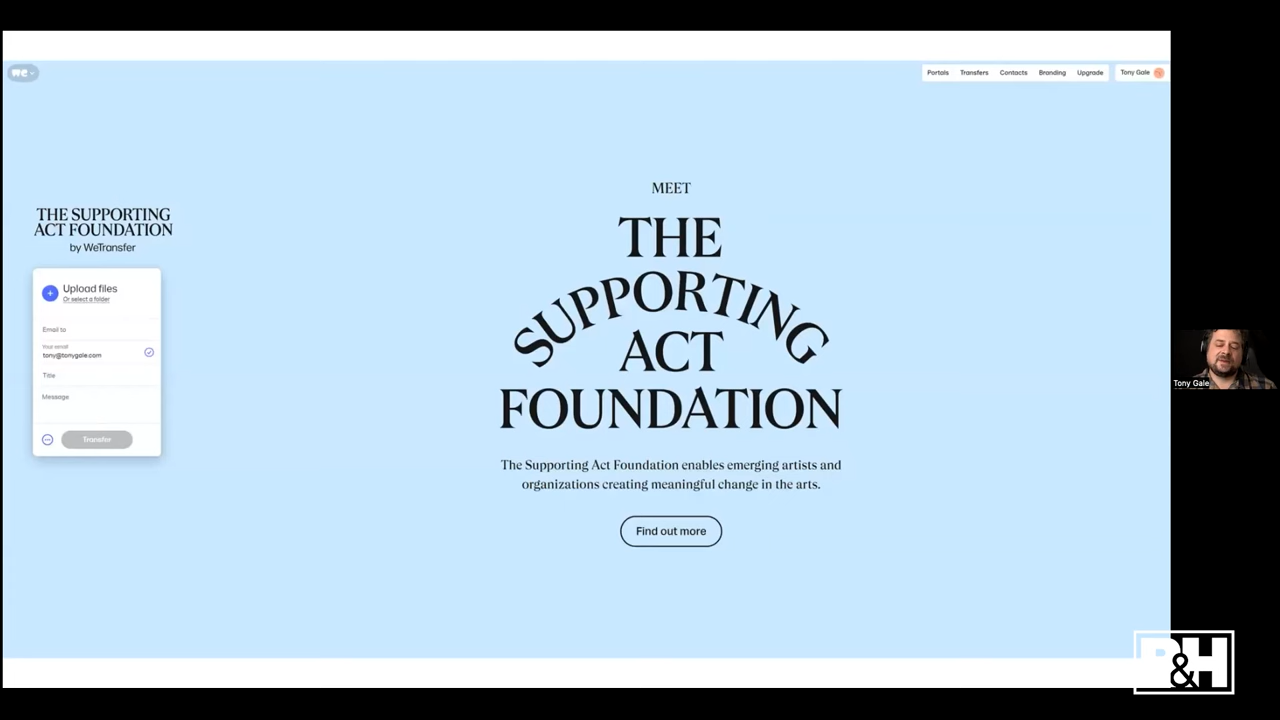 we
Portals Transfers Contacts Branding Upgrade Tony Gale
THE SUPPORTING
ACT FOUNDATION
by WeTransfer
+ Upload files
Or select a folder
Email to
Your email
tony@tonygale.com
Title
Message
Transfer
MEET
THE
SUPPORTING
ACT
FOUNDATION
The Supporting Act Foundation enables emerging artists and
organizations creating meaningful change in the arts.
Find out more
Tony Gale
B&H